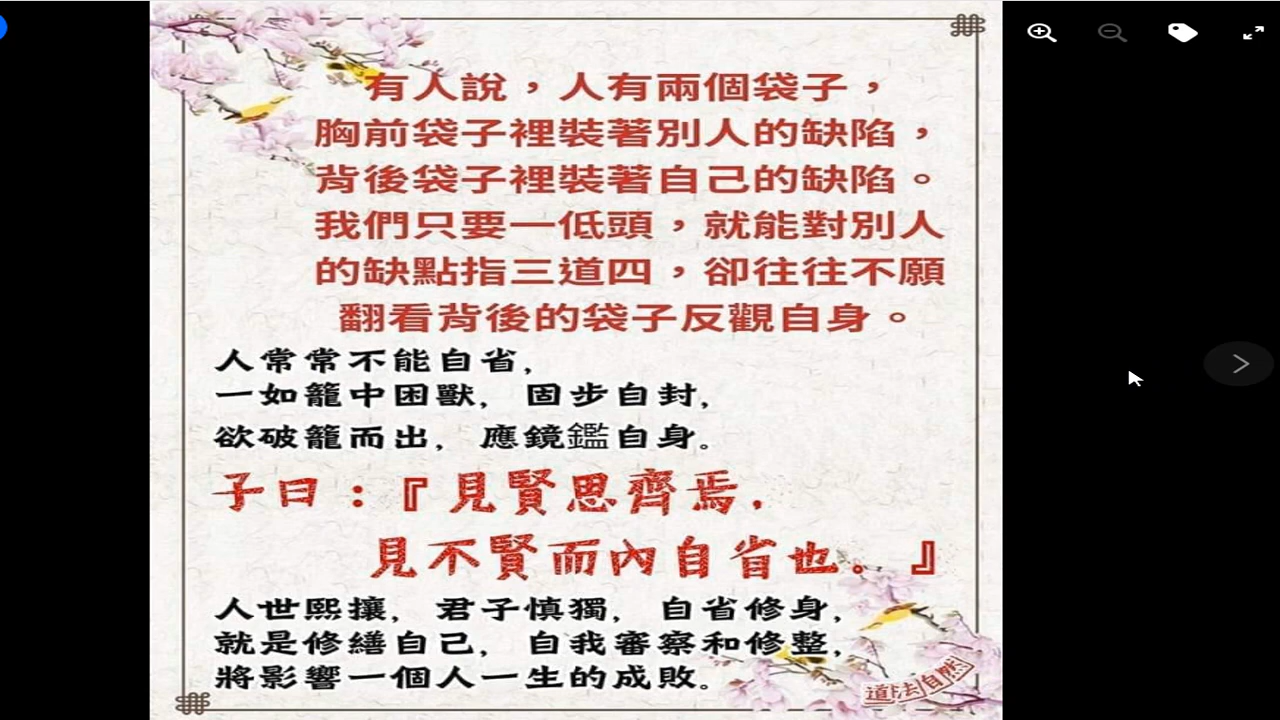 有人說，人有兩個袋子，
胸前袋子裡裝著別人的缺陷，
背後袋子裡裝著自己的缺陷。
我們只要一低頭，就能對別人
的缺點指三道四，卻往往不願
翻看背後的袋子反觀自身。
人常常不能自省,
一如籠中困獸, 固步自封,
欲破籠而出, 應鏡鑑自身。
子曰：『見賢思齊焉.
見不賢而內自省也。』
人世熙攘, 君子慎獨, 自省修身,
就是修繕自己, 自我審察和修整,
將影響一個人一生的成敗。
道法自然